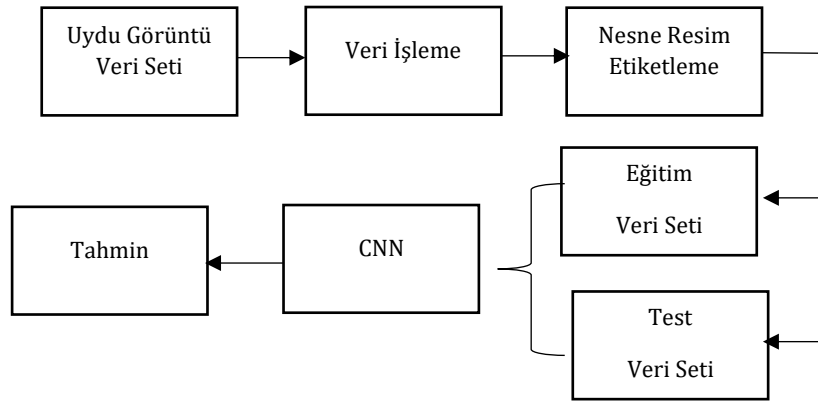 Uydu Görüntü
Veri Seti
Veri İşleme
Nesne Resim
Etiketleme
Eğitim
Veri Seti
Tahmin
CNN
Test
Veri Seti